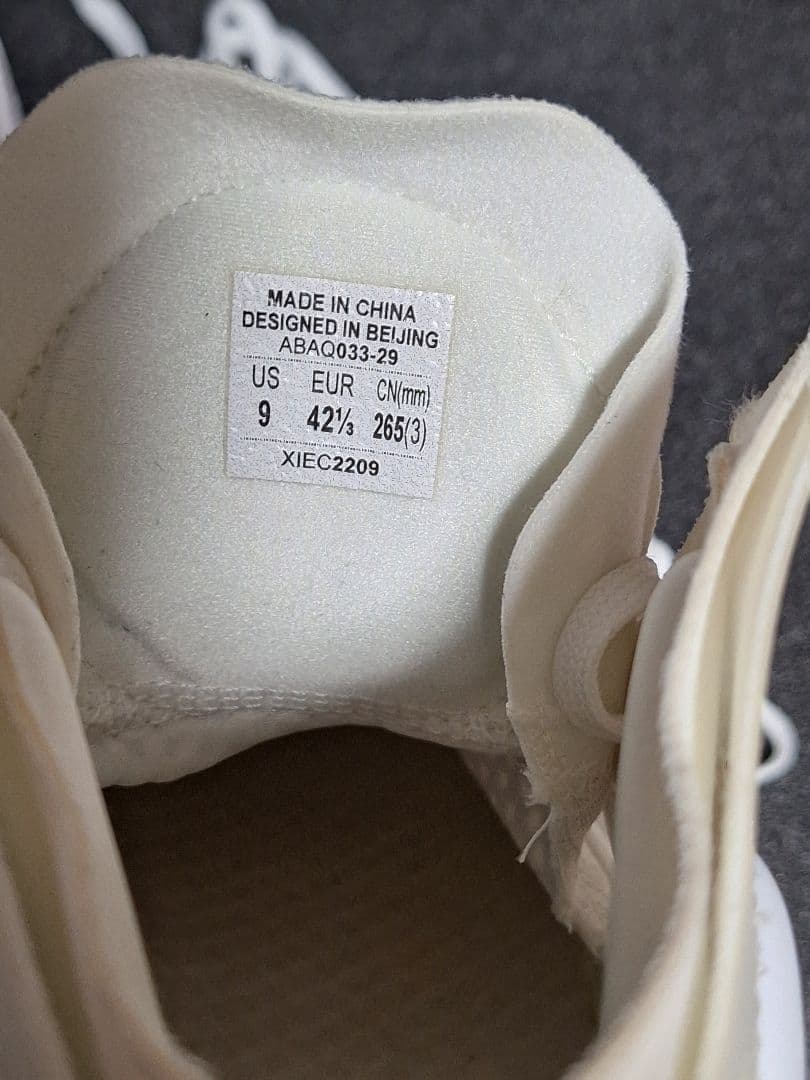 MADE IN CHINA
DESIGNED IN BEIJING
ABAQ033-29
US EUR CN(mm)
9 42⅓ 265(3)
XIEC2209